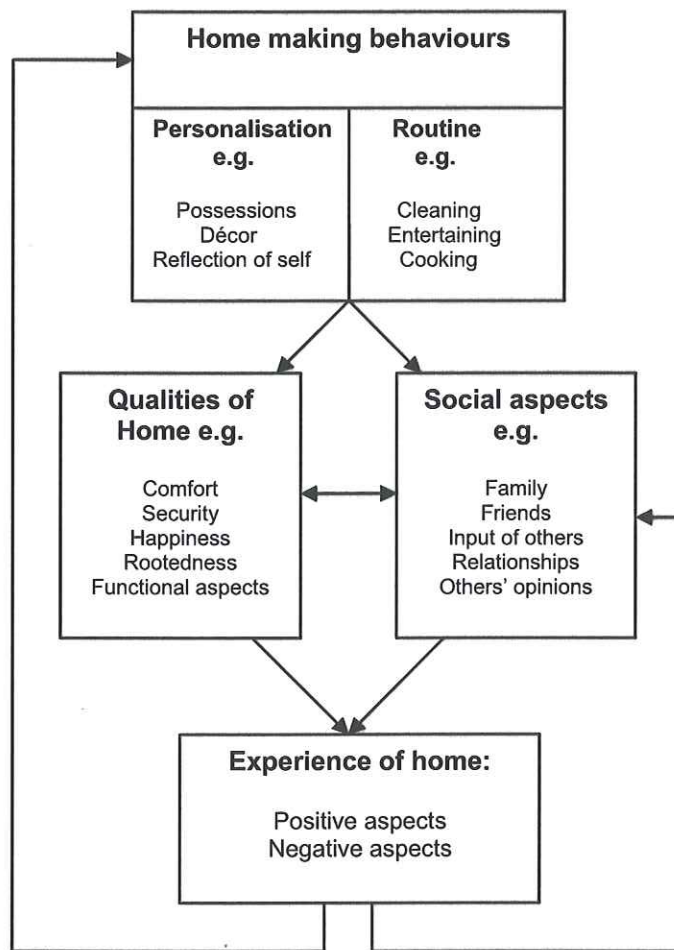 Home making behaviours
Personalisation
e.g.
Possessions
Décor
Reflection of self
Routine
e.g.
Cleaning
Entertaining
Cooking
Qualities of
Home e.g.
Comfort
Security
Happiness
Rootedness
Functional aspects
Social aspects
e.g.
Family
Friends
Input of others
Relationships
Others’ opinions
Experience of home:
Positive aspects
Negative aspects